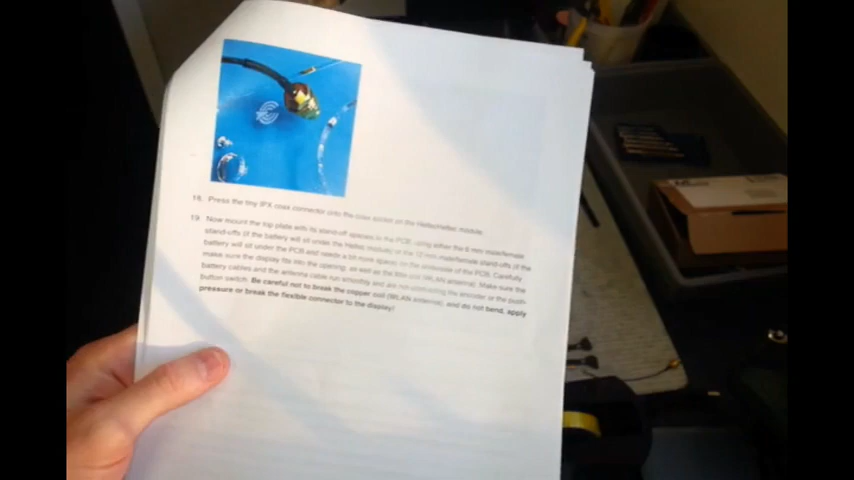 18. Press the tiny IPX coax connector onto the coax socket on the Heltec/Heltec module.
19. Now mount the top plate with its stand-off spacers to the PCB, using either the 6 mm male/female
stand-offs (if the battery will sit under the Heltec module) or the 12 mm male/female stand-offs (if the
battery will sit under the PCB and needs a bit more space on the underside of the PCB. Carefully
make sure the display fits into the opening, as well as the WLAN antenna). Make sure the
battery cables and the antenna cable run smoothly and are not obstructing the encoder or the push-
button switch. Be careful not to break the copper coil (WLAN antenna), and do not bend, apply
pressure or break the flexible connector to the display!